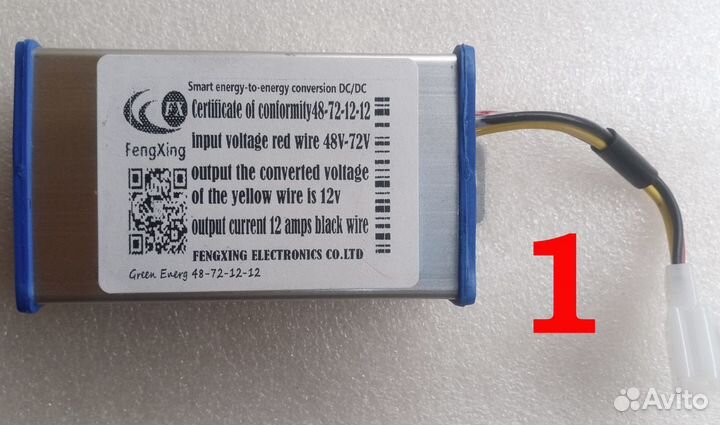 Smart energy-to-energy conversion DC/DC
FX
Certificate of conformity48-72-12-12
FengXing
input voltage red wire 48V-72V
output the converted voltage
of the yellow wire is 12v
output current 12 amps black wire
FENGXING ELECTRONICS CO.LTD
Green Energ 48-72-12-12
1
Avito